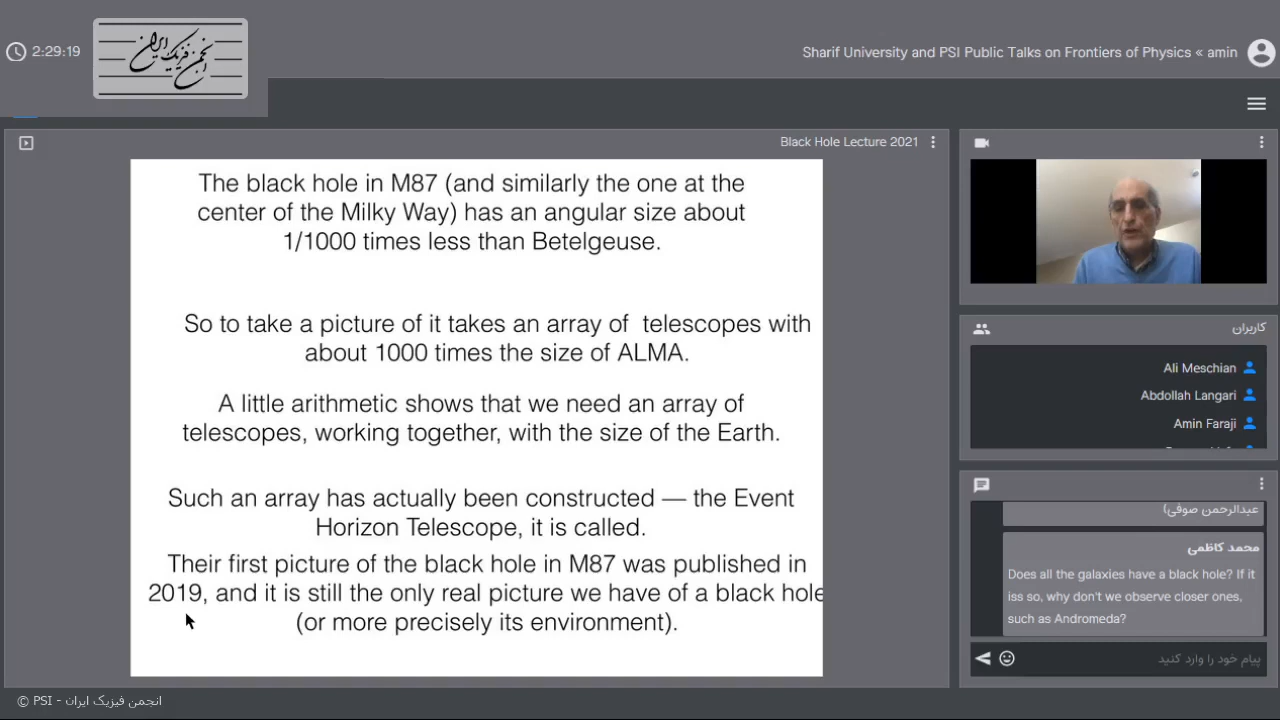 2:29:19
انجمن فیزیک ایران
Sharif University and PSI Public Talks on Frontiers of Physics « amin
Black Hole Lecture 2021
The black hole in M87 (and similarly the one at the
center of the Milky Way) has an angular size about
1/1000 times less than Betelgeuse.
So to take a picture of it takes an array of telescopes with
about 1000 times the size of ALMA.
A little arithmetic shows that we need an array of
telescopes, working together, with the size of the Earth.
Such an array has actually been constructed — the Event
Horizon Telescope, it is called.
Their first picture of the black hole in M87 was published in
2019, and it is still the only real picture we have of a black hole
(or more precisely its environment).
کاربران
Ali Meschian
Abdollah Langari
Amin Faraji
عبدالرحمن صوفی)
محمد کاظمی
Does all the galaxies have a black hole? If it
iss so, why don't we observe closer ones,
such as Andromeda?
پیام خود را وارد کنید
© PSI - انجمن فیزیک ایران